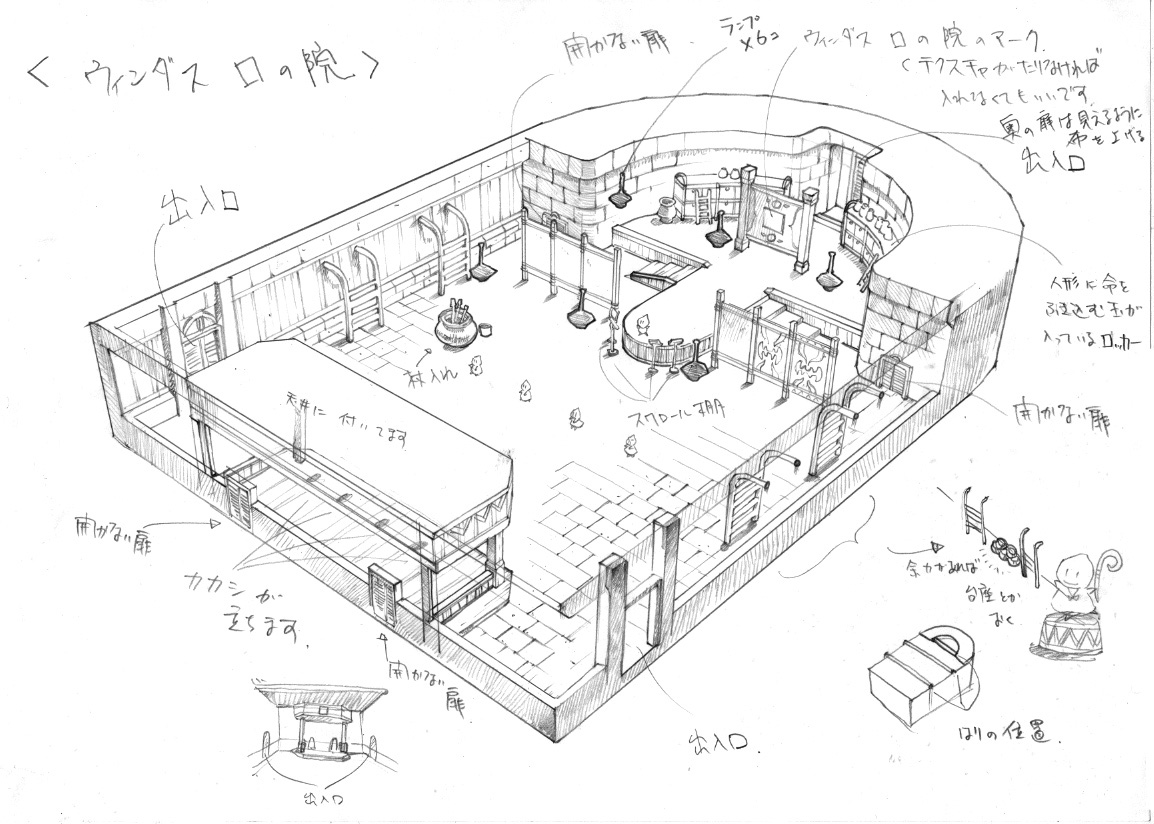 < ウィンダス 口の院 >
開かない扉
ランプ
×6コ
ウィンダス 口の院のマーク
(テクスチャがたりなければ
入れなくてもいいです
奥の扉は見えるように
布を上げる
出入口
出入口
人形に命を
ふき込む玉が
入っているロッカー
杖入れ
天井に付いてます
スクロール棚
開かない扉
開かない扉
カカシが
立ちます
開かない
扉
余力があれば
台座とか
おく
はりの位置
出入口
出入口